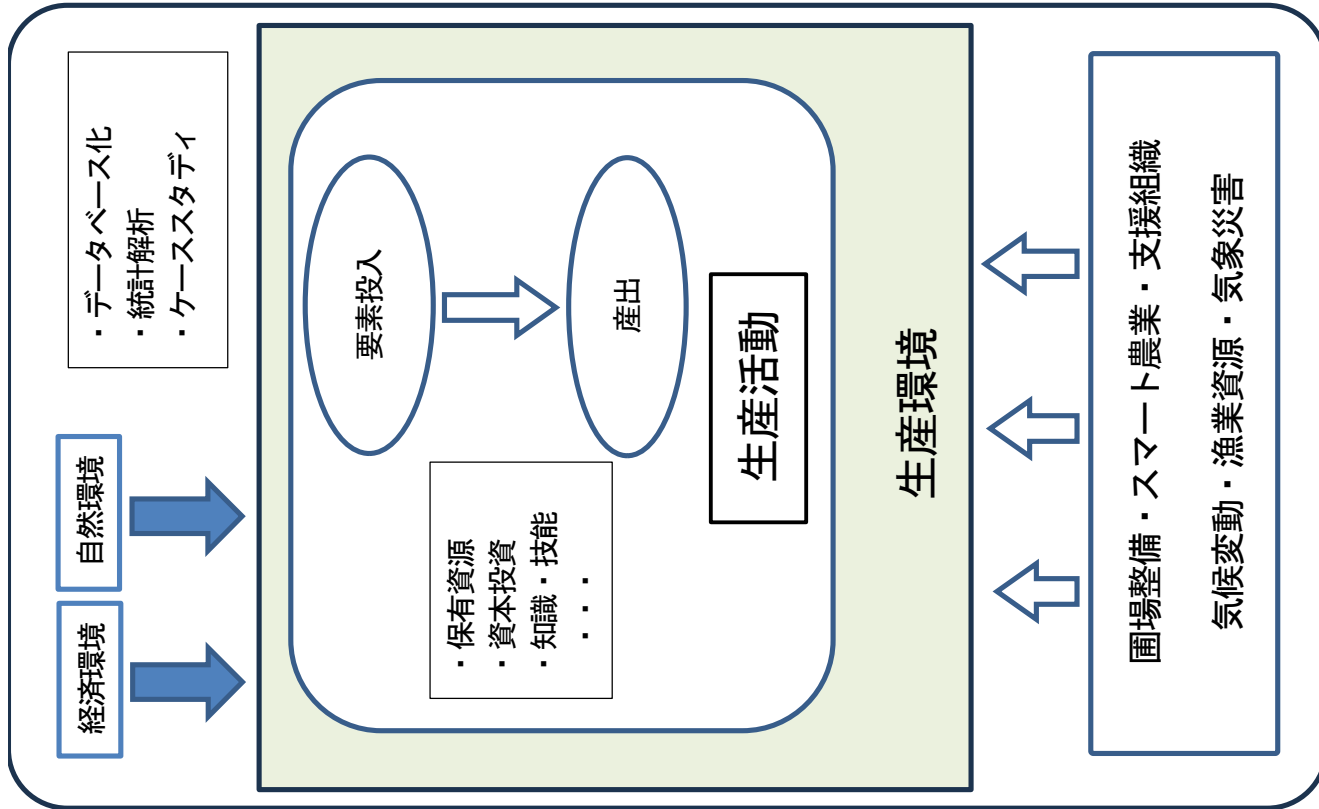 経済環境
自然環境
・データベース化
・統計解析
・ケーススタディ
・保有資源
・資本投資
・知識・技能
・・・
要素投入
産出
生産活動
生産環境
圃場整備・スマート農業・支援組織
気候変動・漁業資源・気象災害